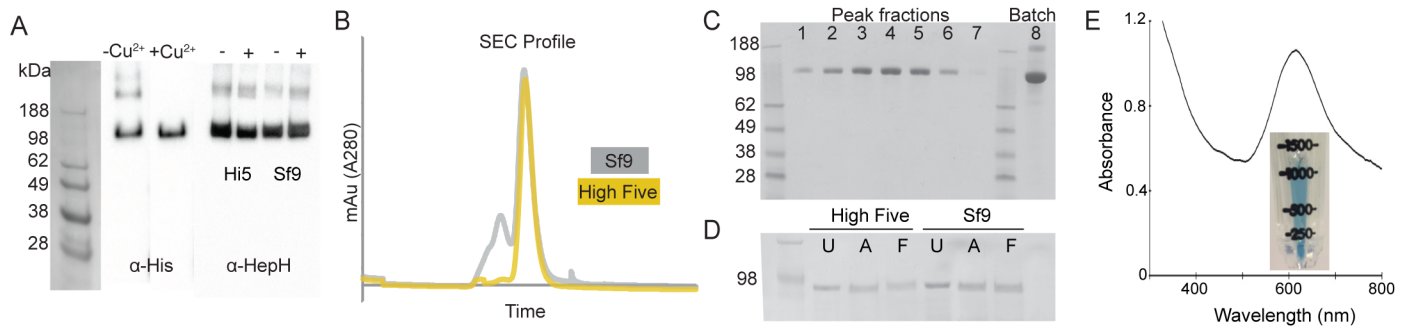 A
-Cu²⁺ +Cu²⁺ - + - +
kDa
188
98
62
49
38
28
Hi5 Sf9
α-His α-HepH
B
SEC Profile
mAu (A280)
Sf9
High Five
Time
C
Peak fractions Batch
1 2 3 4 5 6 7 8
188
98
62
49
38
28
D
High Five Sf9
U A F U A F
98
E
Absorbance
1.2
0.8
0.4
0
400 600 800
Wavelength (nm)
-1500-
-1000-
-500-
-250-